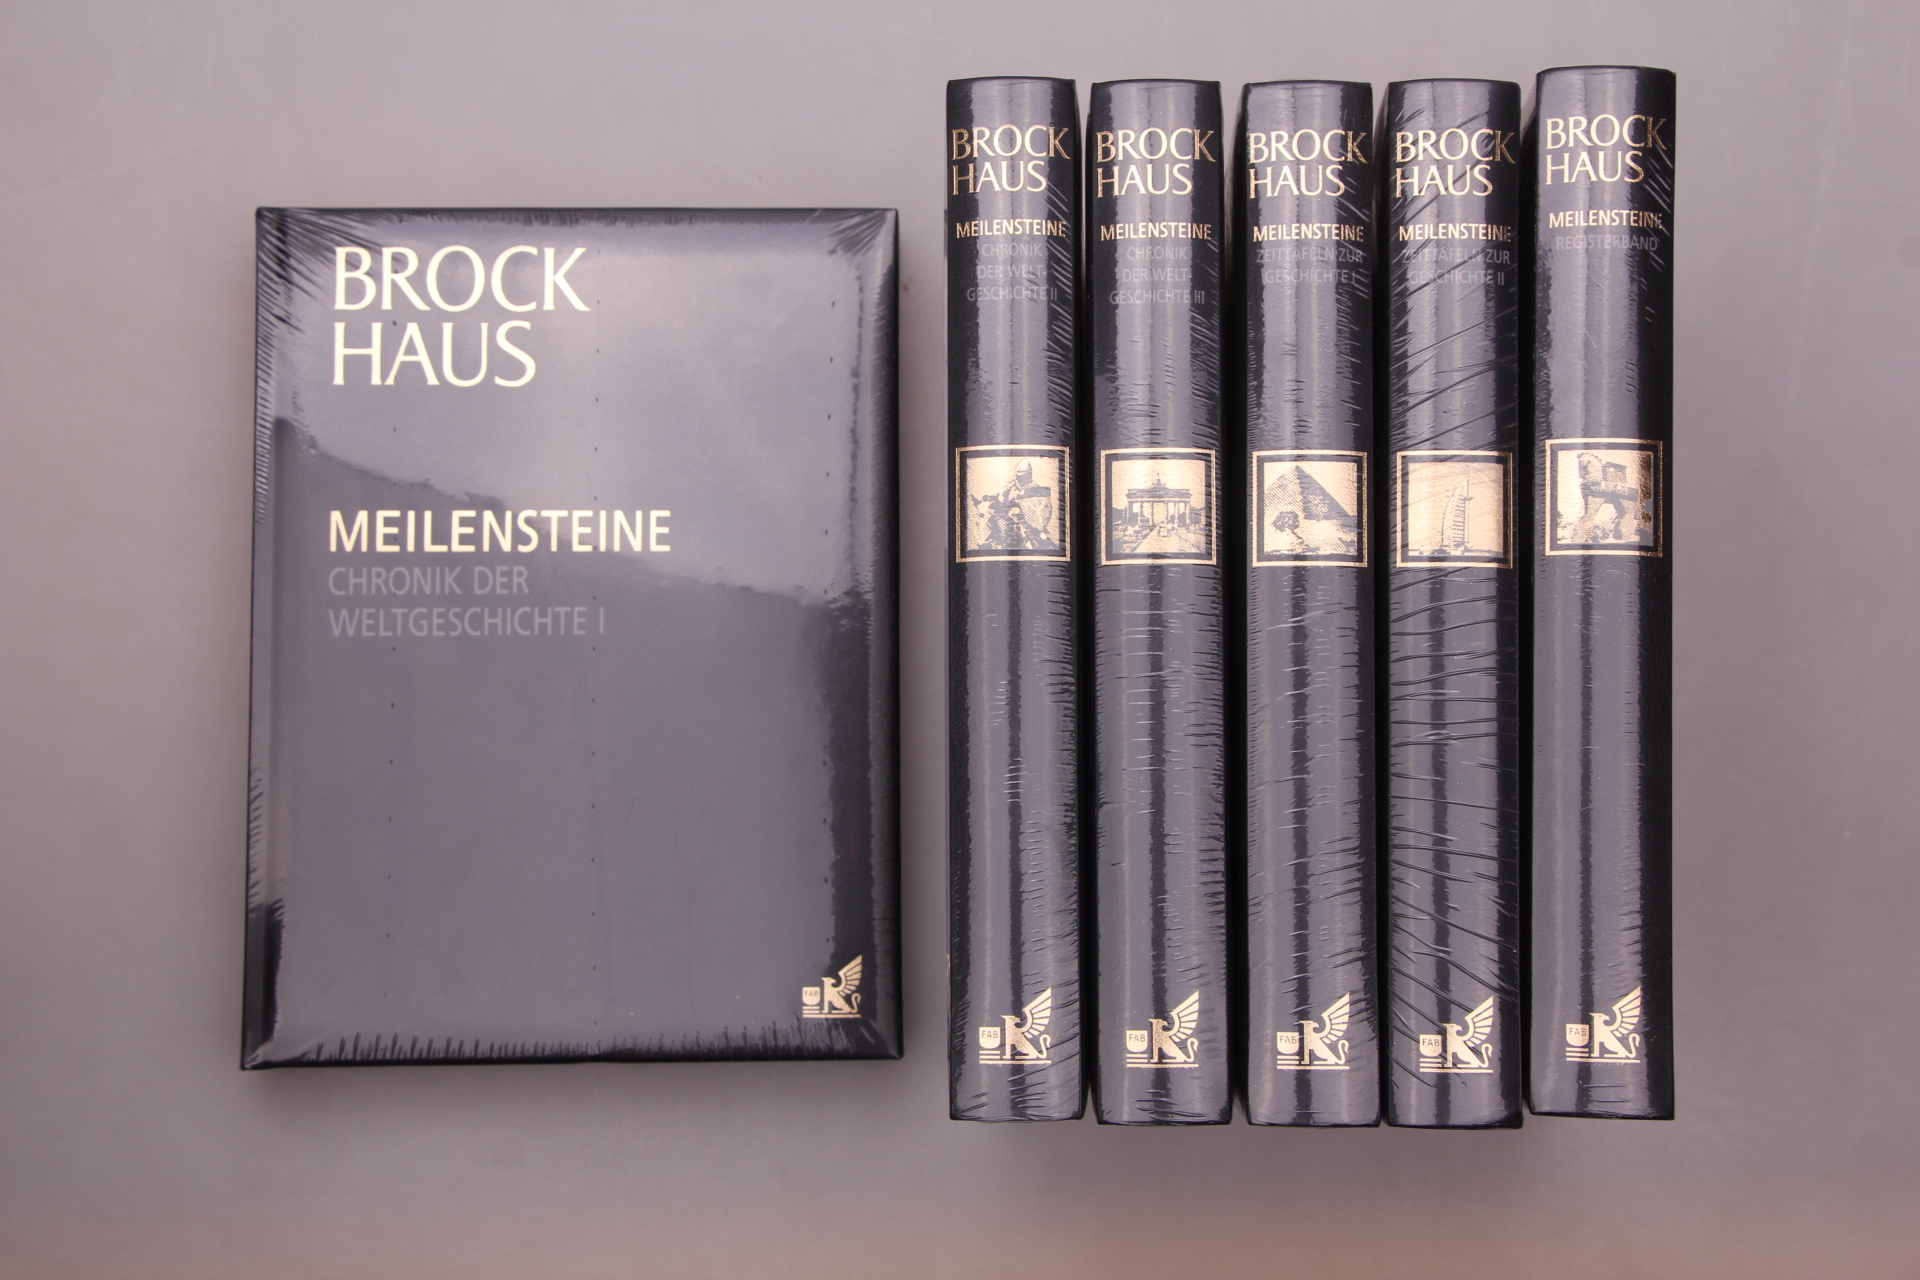 BROCK
HAUS
MEILENSTEINE
CHRONIK DER
WELTGESCHICHTE I
FAB
BROCK
HAUS
MEILENSTEINE
CHRONIK
DER WELT-
GESCHICHTE II
FAB
BROCK
HAUS
MEILENSTEINE
CHRONIK
DER WELT-
GESCHICHTE III
FAB
BROCK
HAUS
MEILENSTEINE
ZEITTAFELN ZUR
GESCHICHTE I
FAB
BROCK
HAUS
MEILENSTEINE
ZEITTAFELN ZUR
GESCHICHTE II
FAB
BROCK
HAUS
MEILENSTEINE
REGISTERBAND
FAB